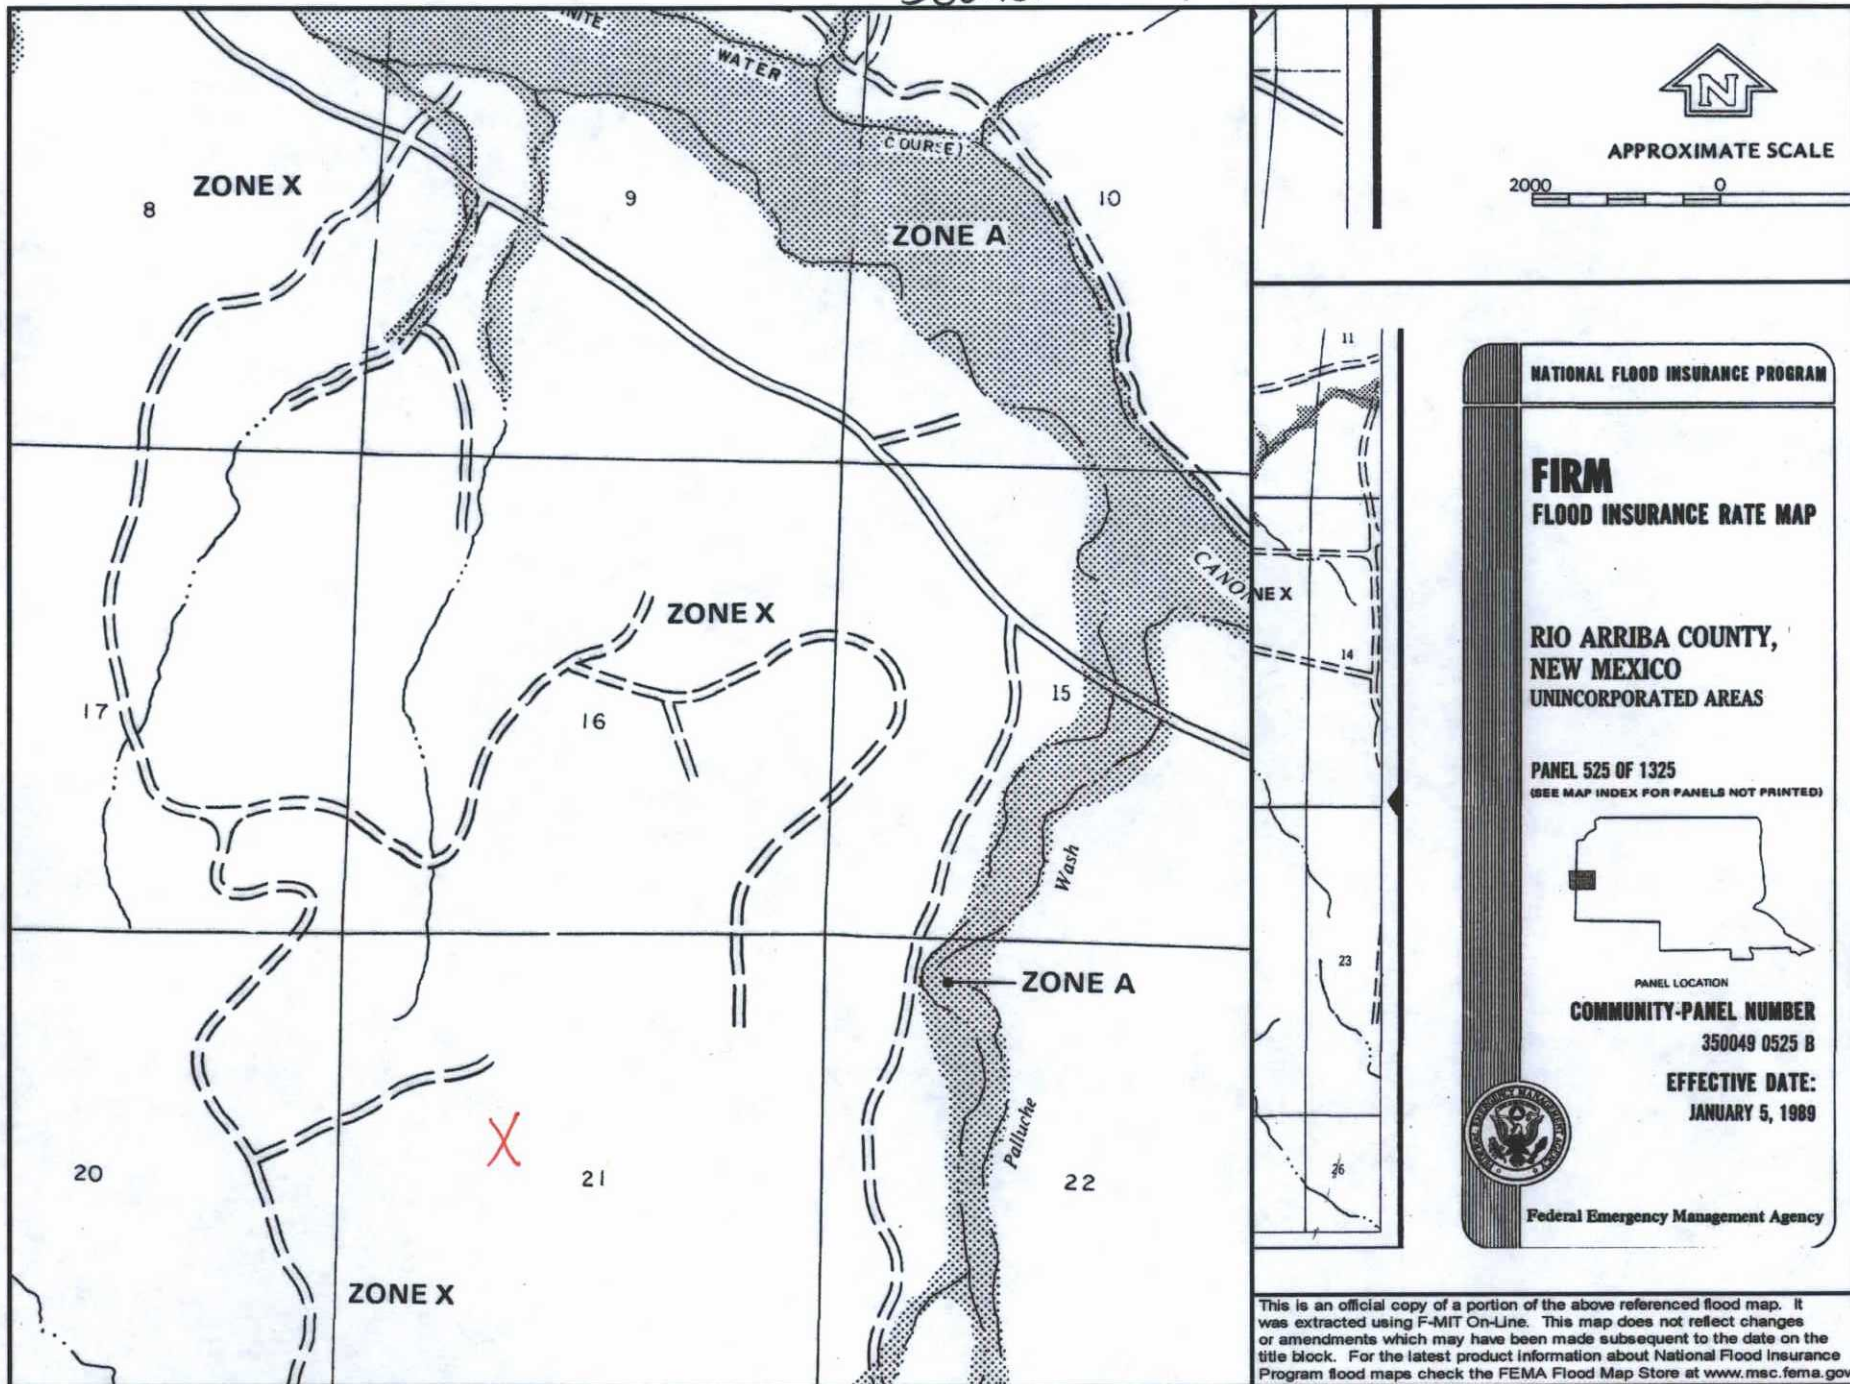 NITE
WATER
COURSE)
8
ZONE X
9
10
ZONE A
ZONE X
17
16
15
CANO
NE X
Wash
ZONE A
Palluche
20
21
22
X
ZONE X
11
14
23
26
N
APPROXIMATE SCALE
2000 0
NATIONAL FLOOD INSURANCE PROGRAM
FIRM
FLOOD INSURANCE RATE MAP
RIO ARRIBA COUNTY,
NEW MEXICO
UNINCORPORATED AREAS
PANEL 525 OF 1325
(SEE MAP INDEX FOR PANELS NOT PRINTED)
PANEL LOCATION
COMMUNITY-PANEL NUMBER
350049 0525 B
EFFECTIVE DATE:
JANUARY 5, 1989
FEDERAL EMERGENCY MANAGEMENT AGENCY
Federal Emergency Management Agency
This is an official copy of a portion of the above referenced flood map. It
was extracted using F-MIT On-Line. This map does not reflect changes
or amendments which may have been made subsequent to the date on the
title block. For the latest product information about National Flood Insurance
Program flood maps check the FEMA Flood Map Store at www.msc.fema.gov